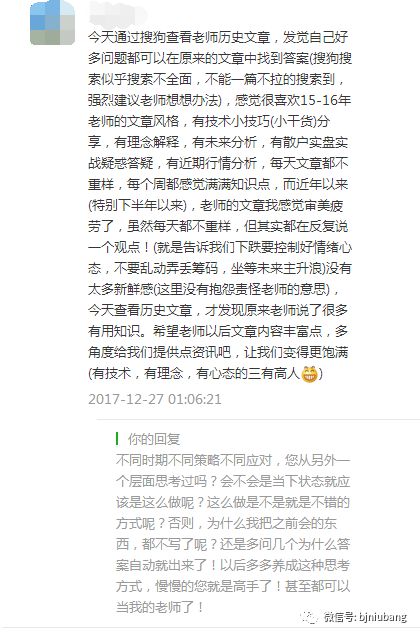 今天通过搜狗查看老师历史文章，发觉自己好
多问题都可以在原来的文章中找到答案(搜狗搜
索似乎搜索不全面，不能一篇不拉的搜索到，
强烈建议老师想想办法)，感觉很喜欢15-16年
老师的文章风格，有技术小技巧(小干货)分
享，有理念解释，有未来分析，有散户实盘实
战疑惑答疑，有近期行情分析，每天文章都不
重样，每个周都感觉满满知识点，而近年以来
(特别下半年以来)，老师的文章我感觉审美疲
劳了，虽然每天都不重样，但其实都在反复说
一个观点！(就是告诉我们下跌要控制好情绪心
态，不要乱动弄丢筹码，坐等未来主升浪)没有
太多新鲜感(这里没有抱怨责怪老师的意思)，
今天查看历史文章，才发现原来老师说了很多
有用知识。希望老师以后文章内容丰富点，多
角度给我们提供点资讯吧，让我们变得更饱满
(有技术，有理念，有心态的三有高人😁)
2017-12-27 01:06:21
你的回复
不同时期不同策略不同应对，您从另外一
个层面思考过吗？会不会是当下状态就应
该是这么做呢？这么做是不是就是不错的
方式呢？否则，为什么我把之前会的东
西，都不写了呢？还是多问几个为什么答
案自动就出来了！以后多多养成这种思考
方式，慢慢的您就是高手了！甚至都可以
当我的老师了！
微信号: bjniubang